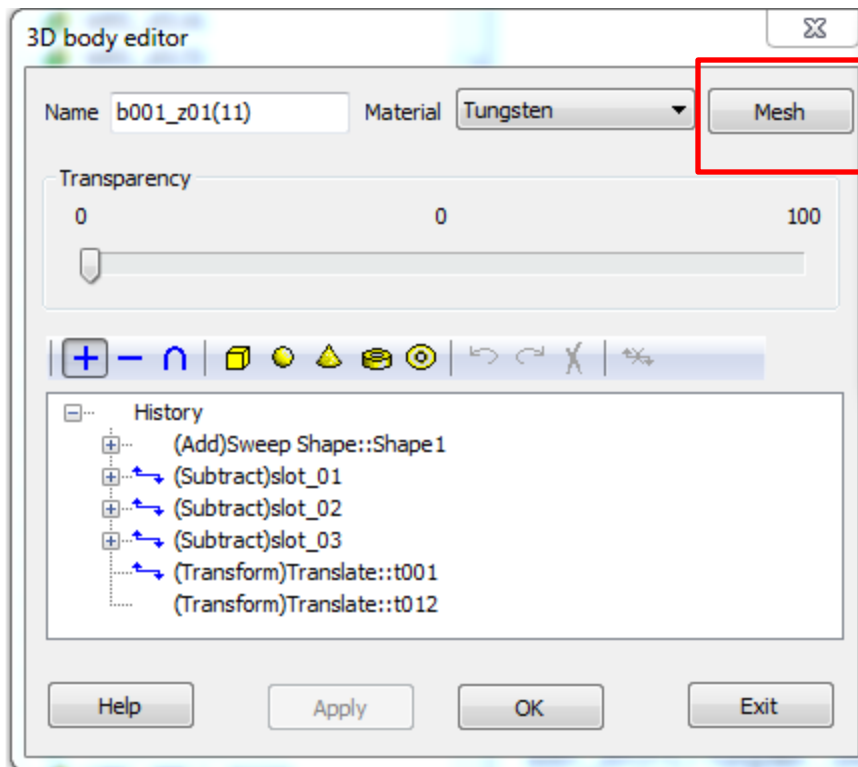 3D body editor
Name b001_z01(11) Material Tungsten Mesh
Transparency
0 0 100
History
(Add)Sweep Shape::Shape1
(Subtract)slot_01
(Subtract)slot_02
(Subtract)slot_03
(Transform)Translate::t001
(Transform)Translate::t012
Help Apply OK Exit